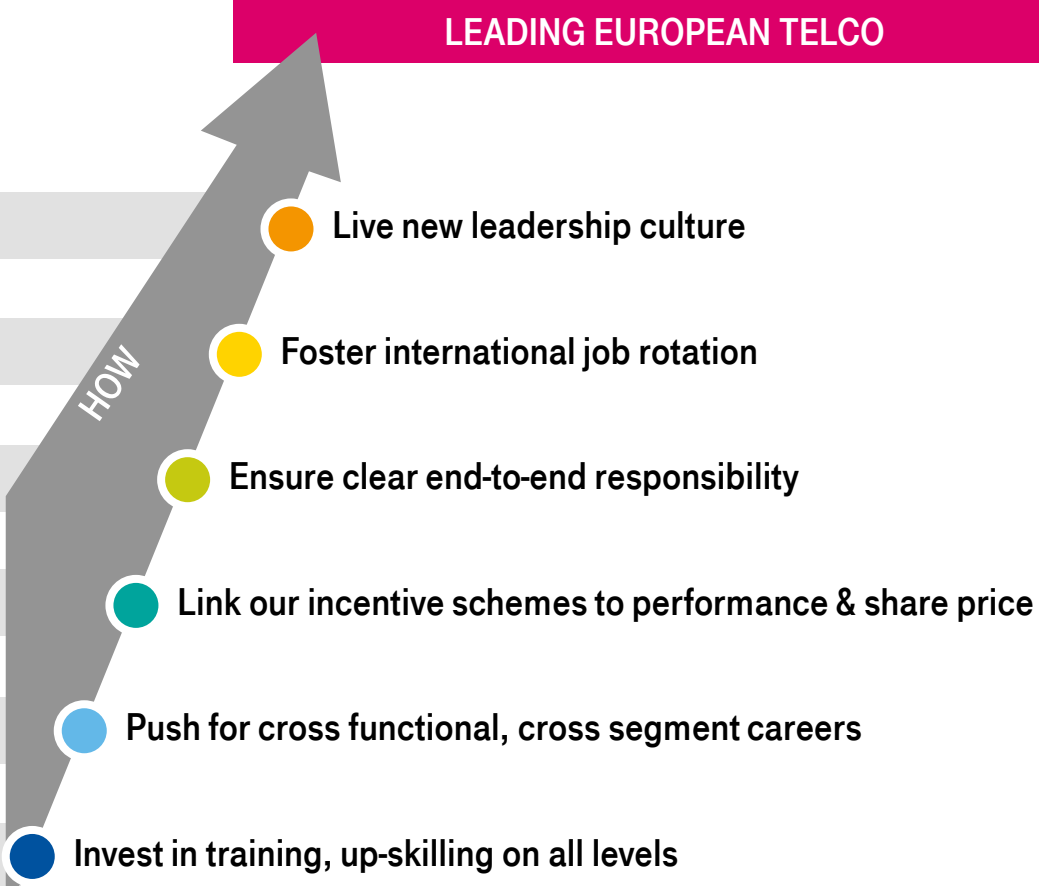 LEADING EUROPEAN TELCO
Live new leadership culture
Foster international job rotation
HOW
Ensure clear end-to-end responsibility
Link our incentive schemes to performance & share price
Push for cross functional, cross segment careers
Invest in training, up-skilling on all levels